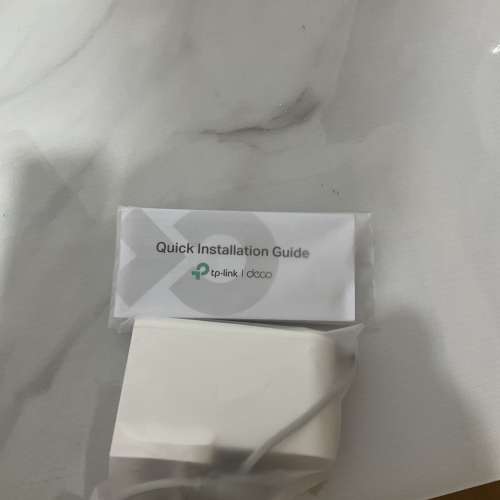 Quick Installation Guide
tp-link | deco